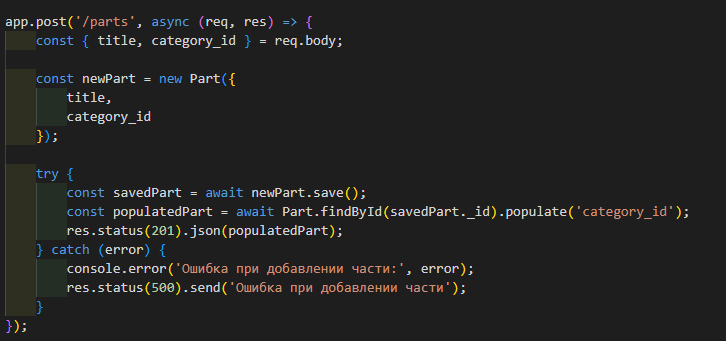 app.post('/parts', async (req, res) => {
    const { title, category_id } = req.body;
    const newPart = new Part({
        title,
        category_id
    });
    try {
        const savedPart = await newPart.save();
        const populatedPart = await Part.findById(savedPart._id).populate('category_id');
        res.status(201).json(populatedPart);
    } catch (error) {
        console.error('Ошибка при добавлении части:', error);
        res.status(500).send('Ошибка при добавлении части');
    }
});